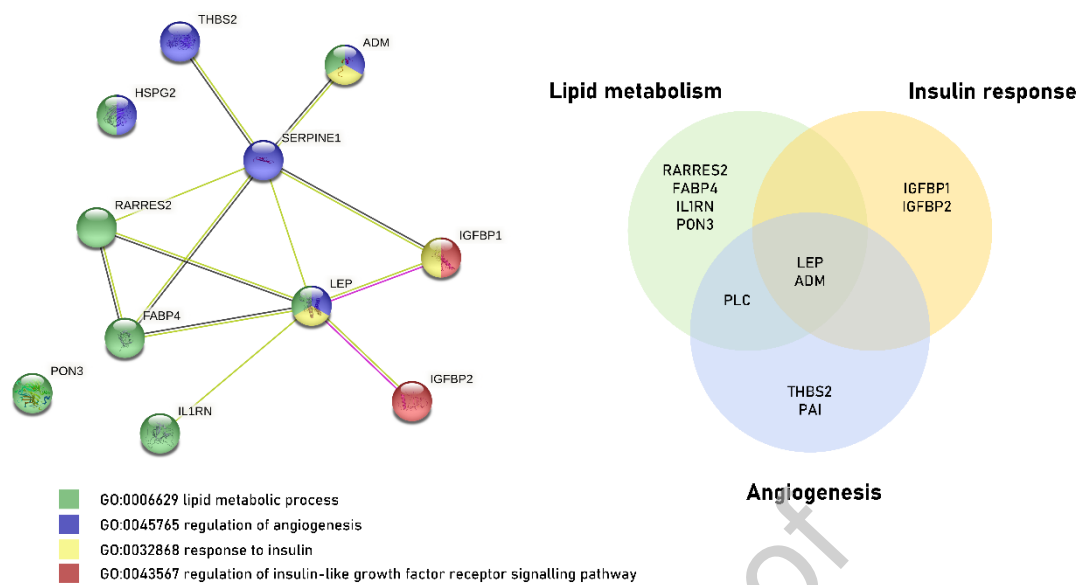 THBS2
ADM
HSPG2
SERPINE1
RARRES2
IGFBP1
LEP
FABP4
PON3
IGFBP2
IL1RN
GO:0006629 lipid metabolic process
GO:0045765 regulation of angiogenesis
GO:0032868 response to insulin
GO:0043567 regulation of insulin-like growth factor receptor signalling pathway
Lipid metabolism
Insulin response
RARRES2
FABP4
IL1RN
PON3
IGFBP1
IGFBP2
LEP
ADM
PLC
THBS2
PAI
Angiogenesis
of